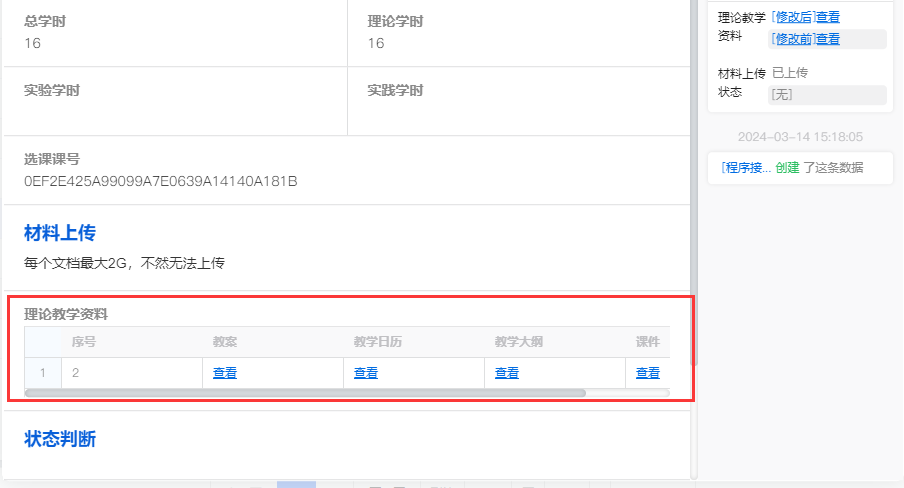 总学时
理论学时
16
16
实验学时
实践学时
选课课号
0EF2E425A99099A7E0639A14140A181B
材料上传
每个文档最大2G，不然无法上传
理论教学资料
序号 教案 教学日历 教学大纲 课件
1 2 查看 查看 查看 查看
状态判断
理论教学资料
[修改后]查看
[修改前]查看
材料上传状态
已上传
[无]
2024-03-14 15:18:05
[程序接... 创建 了这条数据